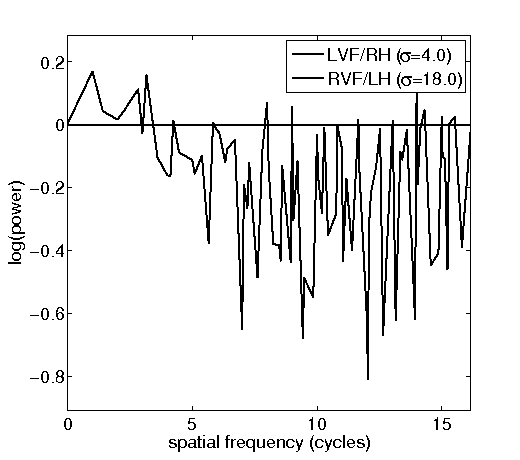 LVF/RH (σ=4.0)
RVF/LH (σ=18.0)
0.2
0
−0.2
−0.4
−0.6
−0.8
log(power)
0 5 10 15
spatial frequency (cycles)